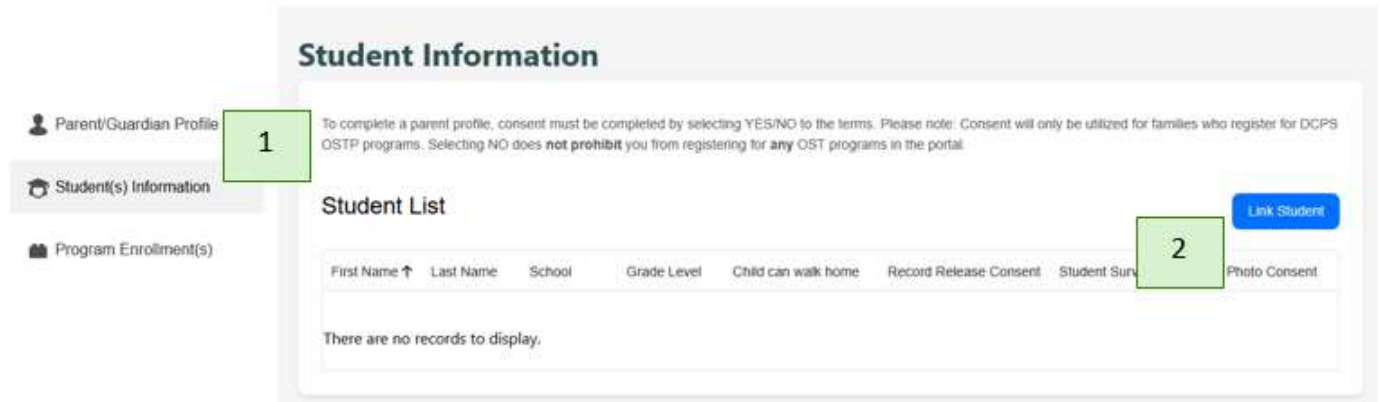 Student Information
Parent/Guardian Profile
1
Student(s) Information
Program Enrollment(s)
To complete a parent profile, consent must be completed by selecting YES/NO to the terms. Please note: Consent will only be utilized for families who register for DCPS
OSTP programs. Selecting NO does not prohibit you from registering for any OST programs in the portal.
Student List
Link Student
2
First Name ↑ Last Name School Grade Level Child can walk home Record Release Consent Student Photo Consent
There are no records to display.